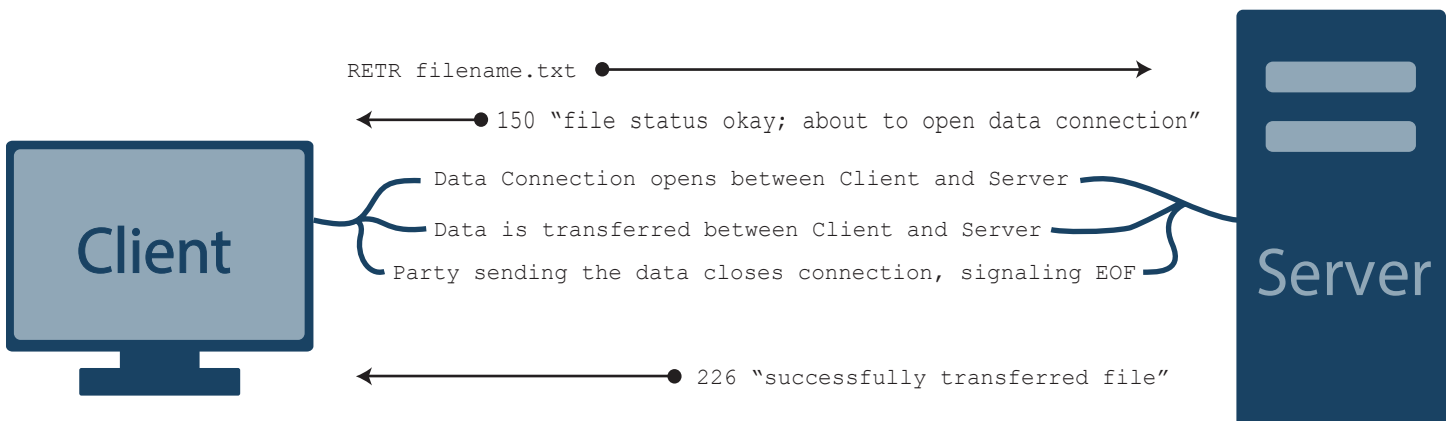 RETR filename.txt
150 “file status okay; about to open data connection”
Data Connection opens between Client and Server
Client
Data is transferred between Client and Server
Party sending the data closes connection, signaling EOF
Server
226 “successfully transferred file”